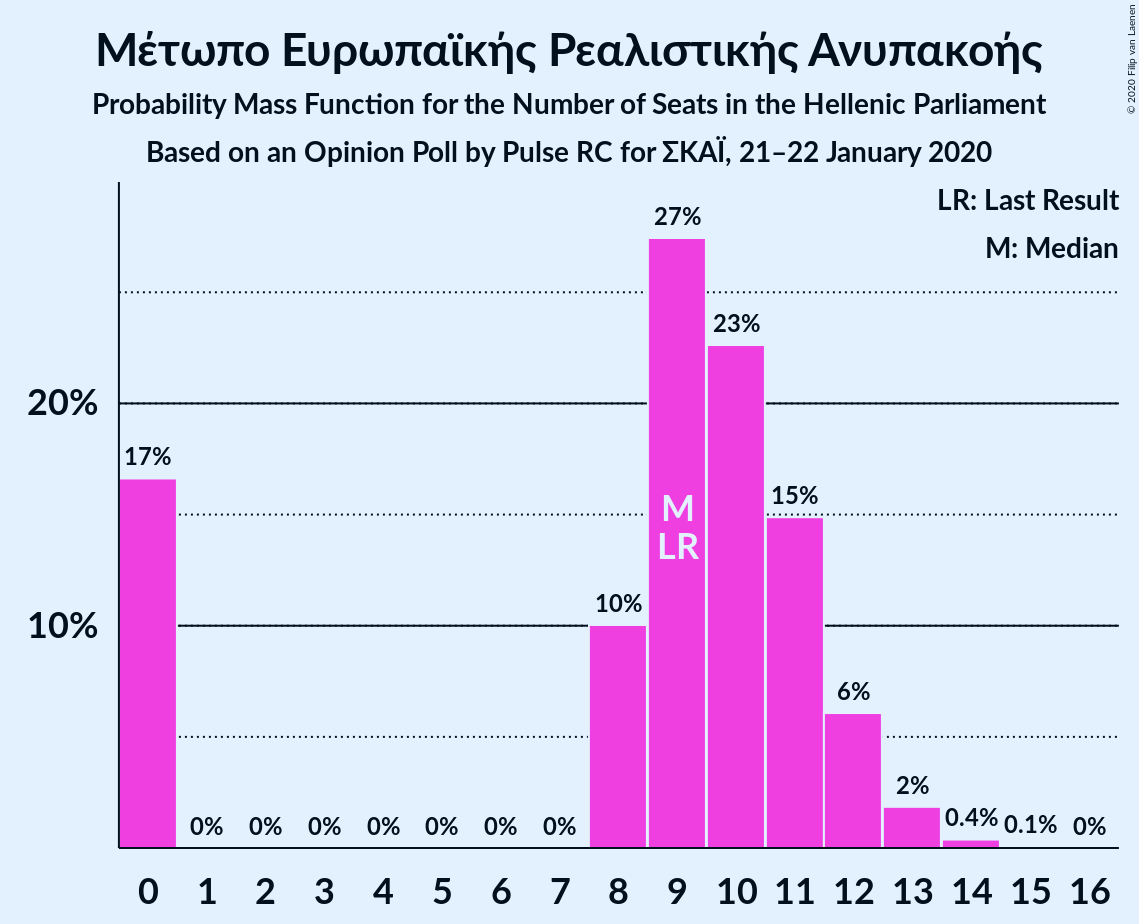 Μέτωπο Ευρωπαϊκής Ρεαλιστικής Ανυπακοής
Probability Mass Function for the Number of Seats in the Hellenic Parliament
Based on an Opinion Poll by Pulse RC for ΣΚΑΪ, 21–22 January 2020
© 2020 Filip van Laenen
LR: Last Result
M: Median
27%
23%
20%
17%
15%
M
LR
10%
10%
6%
2%
0% 0% 0% 0% 0% 0% 0% 0.4% 0.1% 0%
0 1 2 3 4 5 6 7 8 9 10 11 12 13 14 15 16